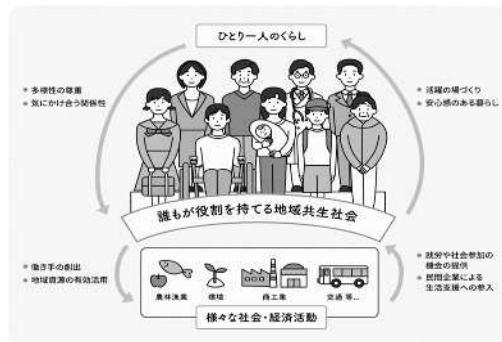 ひとり一人のくらし
● 多様性の尊重
● 気にかけ合う関係性
● 活躍の場づくり
● 安心感のある暮らし
誰もが役割を持てる地域共生社会
● 働き手の創出
● 地域資源の有効活用
● 就労や社会参加の
機会の提供
● 民間企業による
生活支援への参入
農林漁業 環境 商工業 交通 等...
様々な社会・経済活動